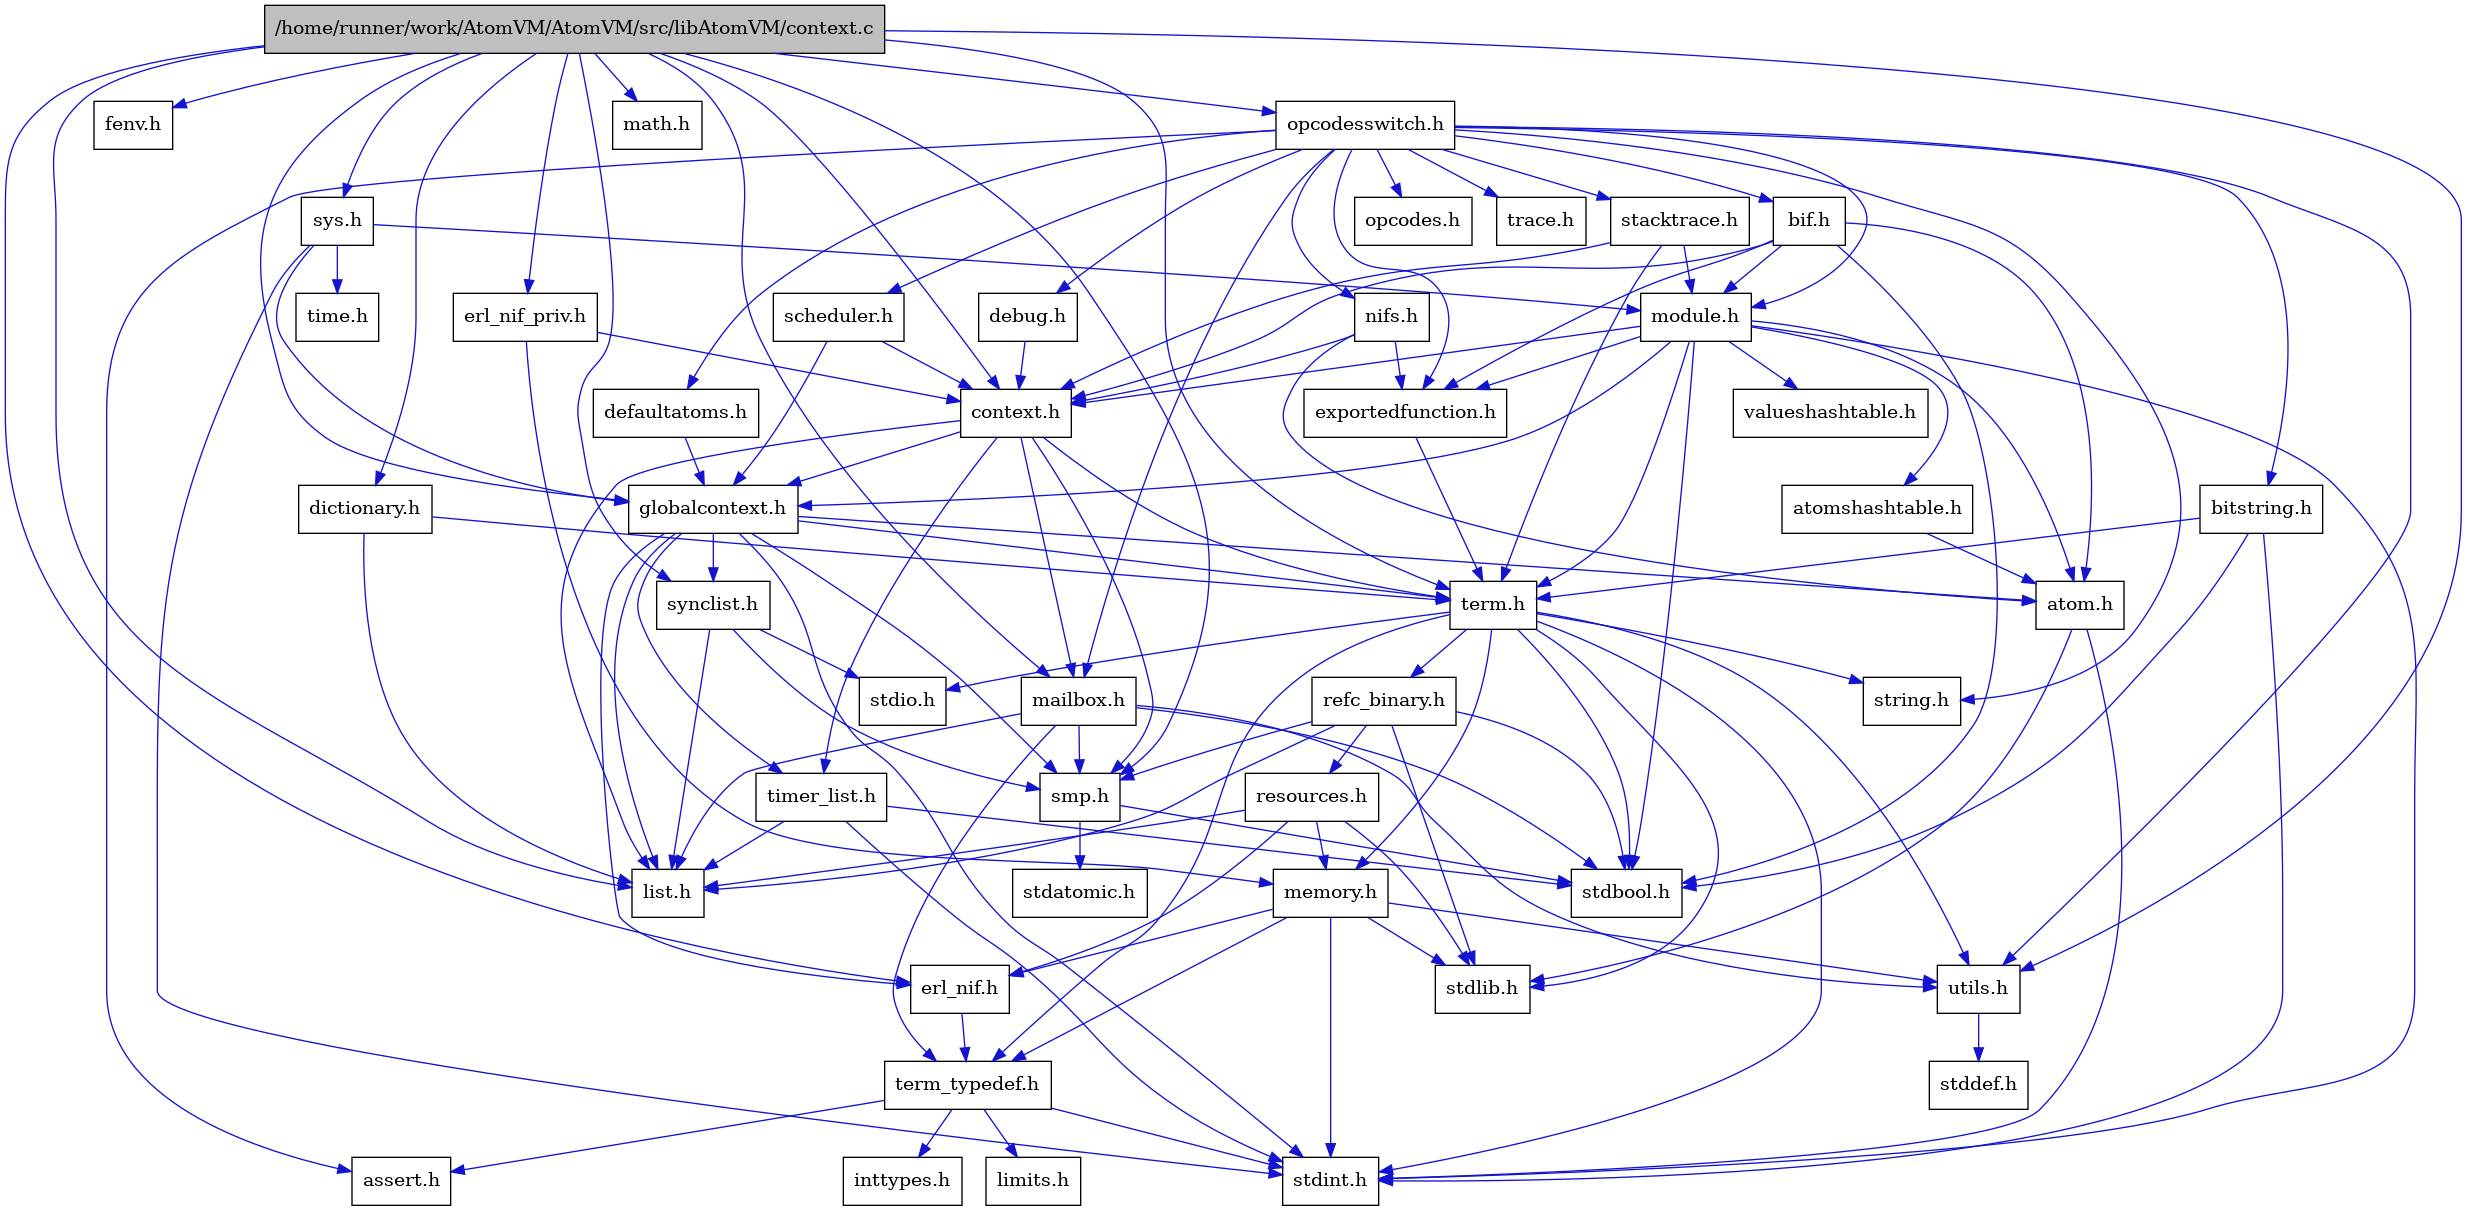 /home/runner/work/AtomVM/AtomVM/src/libAtomVM/context.c
fenv.h
math.h
opcodesswitch.h
sys.h
opcodes.h
trace.h
stacktrace.h
bif.h
time.h
erl_nif_priv.h
scheduler.h
debug.h
nifs.h
module.h
defaultatoms.h
context.h
exportedfunction.h
valueshashtable.h
dictionary.h
globalcontext.h
atomshashtable.h
bitstring.h
synclist.h
term.h
atom.h
stdio.h
mailbox.h
refc_binary.h
string.h
timer_list.h
smp.h
resources.h
list.h
stdatomic.h
memory.h
stdbool.h
erl_nif.h
stdlib.h
utils.h
term_typedef.h
stddef.h
assert.h
inttypes.h
limits.h
stdint.h